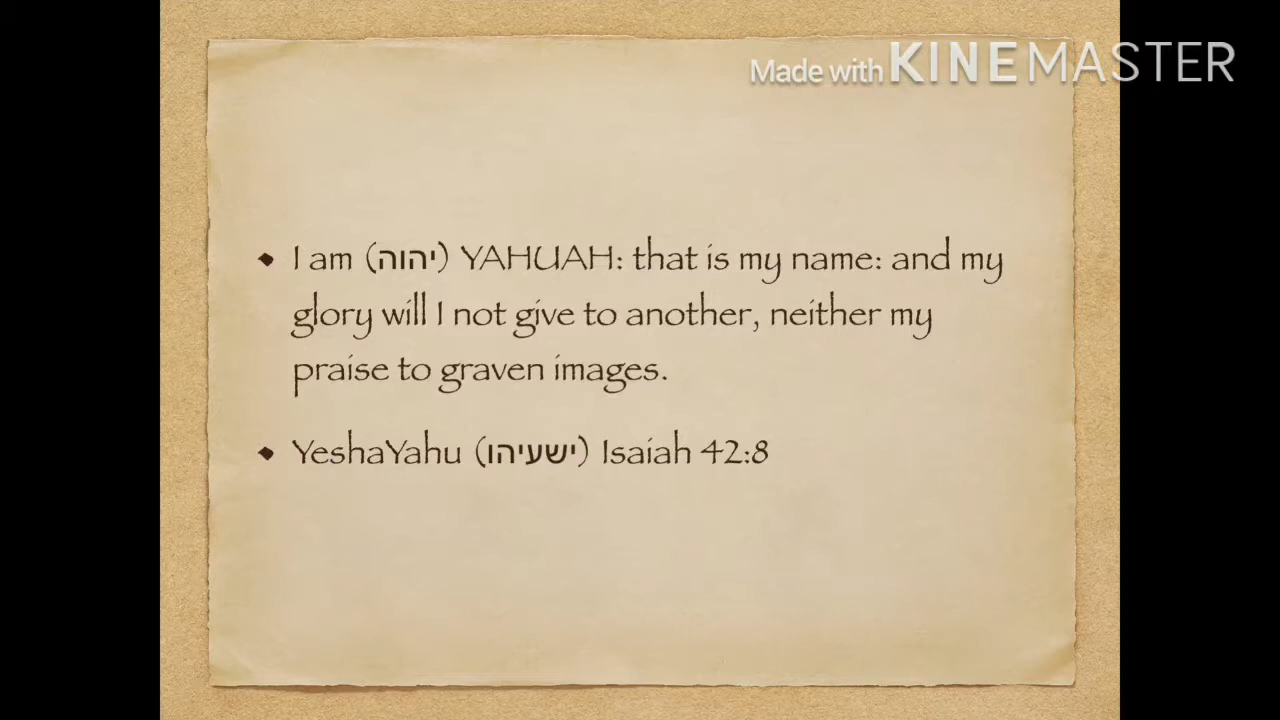 Made with KINEMASTER
• I am (יהוה) YAHUAH: that is my name: and my
glory will I not give to another, neither my
praise to graven images.
• YeshaYahu (ישעיהו) Isaiah 42:8